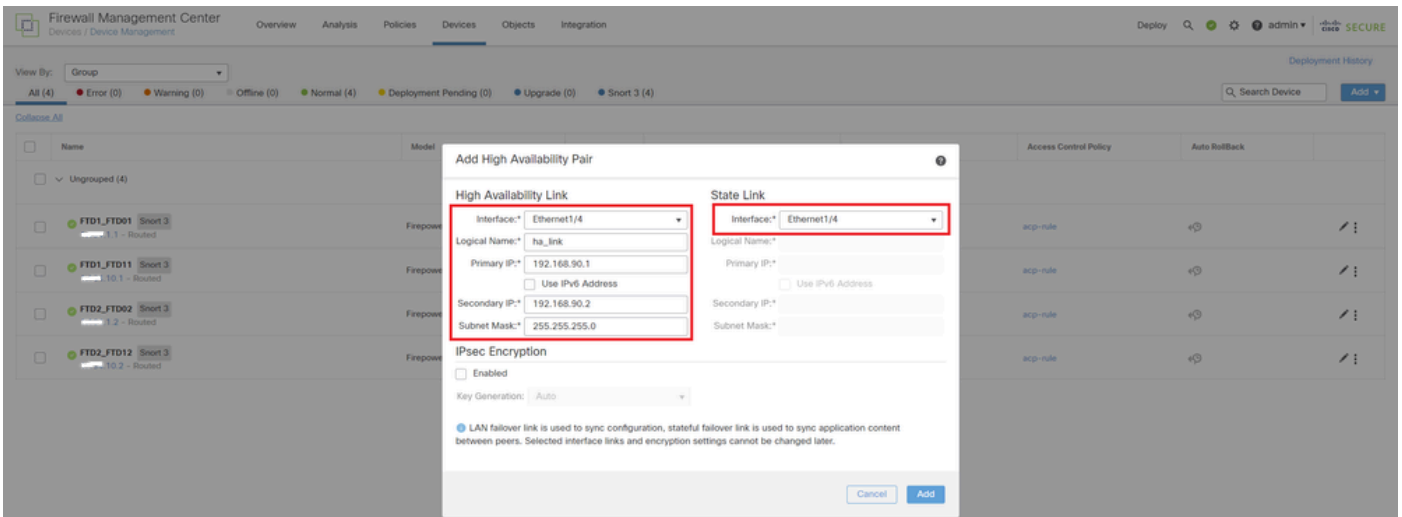 Firewall Management Center
Devices / Device Management
Overview Analysis Policies Devices Objects Integration
Deploy admin SECURE
Deployment History
View By: Group
All (4) Error (0) Warning (0) Offline (0) Normal (4) Deployment Pending (0) Upgrade (0) Snort 3 (4)
Search Device Add
Collapse All
Name Model Access Control Policy Auto RollBack
Ungrouped (4)
FTD1_FTD01 Snort 3
.1.1 - Routed
Firepowe acp-rule
FTD1_FTD11 Snort 3
.10.1 - Routed
Firepowe acp-rule
FTD2_FTD02 Snort 3
.1.2 - Routed
Firepowe acp-rule
FTD2_FTD12 Snort 3
.10.2 - Routed
Firepowe acp-rule
Add High Availability Pair
High Availability Link
Interface:* Ethernet1/4
Logical Name:* ha_link
Primary IP:* 192.168.90.1
Use IPv6 Address
Secondary IP:* 192.168.90.2
Subnet Mask:* 255.255.255.0
State Link
Interface:* Ethernet1/4
Logical Name:*
Primary IP:*
Use IPv6 Address
Secondary IP:*
Subnet Mask:*
IPsec Encryption
Enabled
Key Generation: Auto
LAN failover link is used to sync configuration, stateful failover link is used to sync application content
between peers. Selected interface links and encryption settings cannot be changed later.
Cancel Add